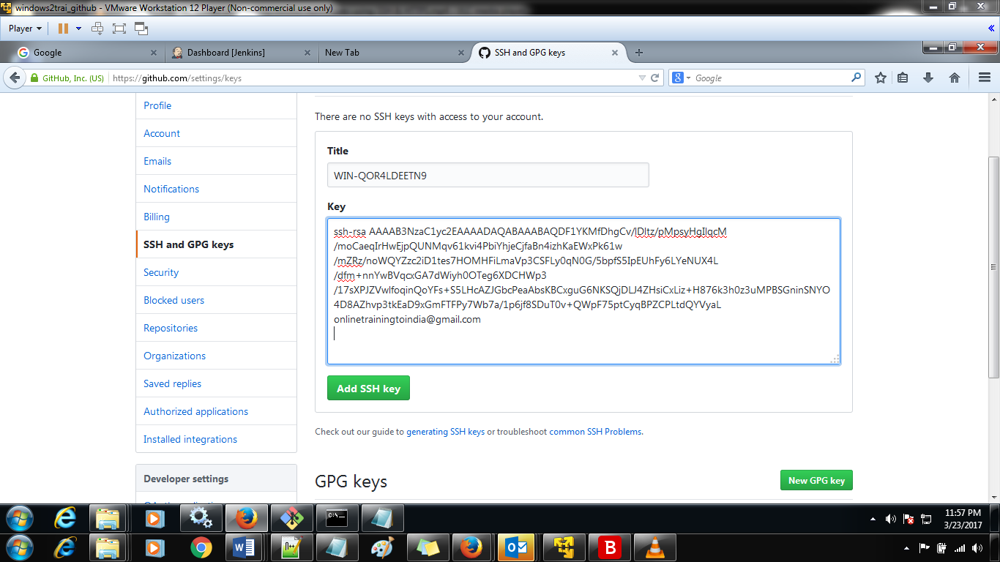 windows2trai_github - VMware Workstation 12 Player (Non-commercial use only)
Player
Google
Dashboard [Jenkins]
New Tab
SSH and GPG keys
GitHub, Inc. (US)
https://github.com/settings/keys
Google
Profile
Account
Emails
Notifications
Billing
SSH and GPG keys
Security
Blocked users
Repositories
Organizations
Saved replies
Authorized applications
Installed integrations
Developer settings
There are no SSH keys with access to your account.
Title
WIN-QOR4LDEETN9
Key
ssh-rsa AAAAB3NzaC1yc2EAAAADAQABAAABAQDF1YKMfDhgCv/lDltz/pMpsyHgIlqcM
/moCaeqIrHwEjpQUNMqv61kvi4PbiYhjeCjfaBn4izhKaEWxPk61w
/mZRz/noWQYZzc2iD1tes7HOMHFiLmaVp3CSFLy0qN0G/5bpfS5IpEUhFy6LYeNUX4L
/dfm+nnYwBVqcxGA7dWiyh0OTeg6XDCHWp3
/17sXPJZVwlfoqinQoYFs+S5LHcAZJGbcPeaAbsKBCxguG6NKSQjDLJ4ZHsiCxLiz+H876k3h0z3uMPBSGninSNYO
4D8AZhvp3tkEaD9xGmFTFPy7Wb7a/1p6jf8SDuT0v+QWpF75ptCyqBPZCPLtdQYVyaL
onlinetrainingtoindia@gmail.com
Add SSH key
Check out our guide to generating SSH keys or troubleshoot common SSH Problems.
GPG keys
New GPG key
11:57 PM
3/23/2017